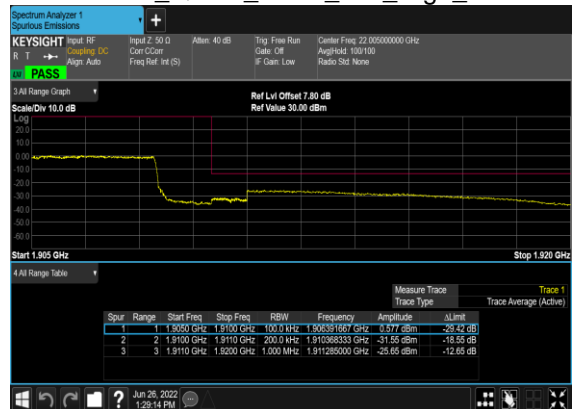 Spectrum Analyzer 1
Spurious Emissions
+
KEYSIGHT Input: RF Input Z: 50 Ω Atten: 40 dB Trig: Free Run Center Freq: 22.005000000 GHz
R T Coupling: DC Corr CCorr Gate: Off Avg|Hold: 100/100
Align: Auto Freq Ref: Int (S) IF Gain: Low Radio Std: None
PASS
3 All Range Graph
Ref Lvl Offset 7.80 dB
Scale/Div 10.0 dB Ref Value 30.00 dBm
Log
20.0
10.0
0.00
-10.0
-20.0
-30.0
-40.0
-50.0
-60.0
Start 1.905 GHz Stop 1.920 GHz
4 All Range Table
Measure Trace Trace 1
Trace Type Trace Average (Active)
Spur Range Start Freq Stop Freq RBW Frequency Amplitude ΔLimit
1 1 1.9050 GHz 1.9100 GHz 100.0 kHz 1.906391667 GHz 0.577 dBm -29.42 dB
2 2 1.9100 GHz 1.9110 GHz 200.0 kHz 1.910368333 GHz -31.55 dBm -18.55 dB
3 3 1.9110 GHz 1.9200 GHz 1.000 MHz 1.911285000 GHz -25.65 dBm -12.65 dB
? Jun 26, 2022
1:29:14 PM